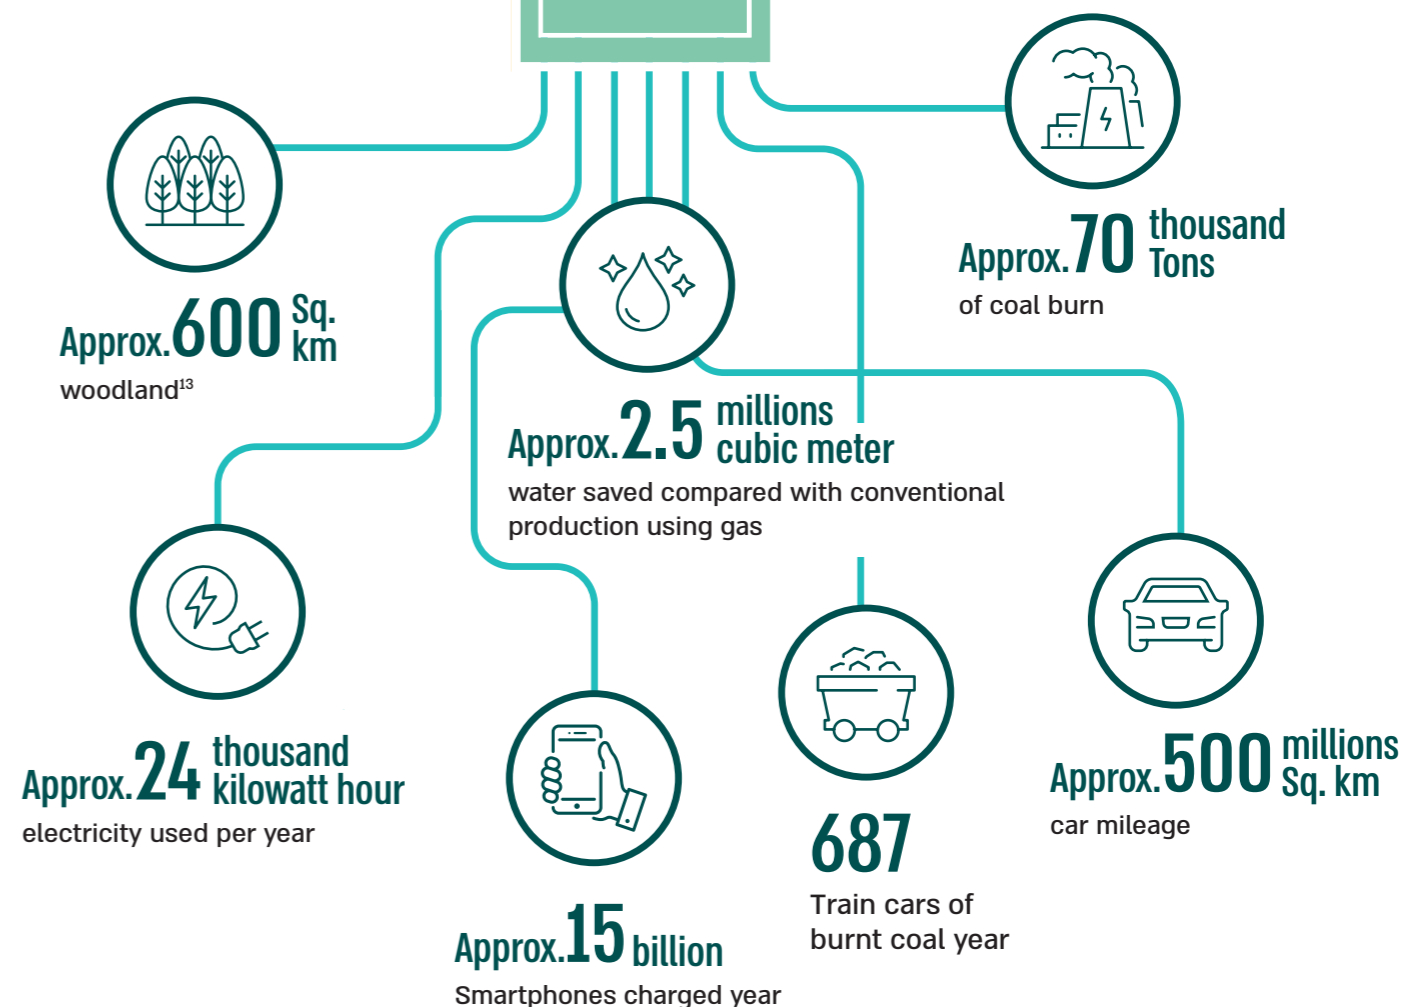 Approx. 70 thousand Tons
of coal burn
Approx. 600 Sq. km
woodland13
Approx. 2.5 millions cubic meter
water saved compared with conventional
production using gas
Approx. 24 thousand kilowatt hour
electricity used per year
Approx. 500 millions Sq. km
car mileage
687
Train cars of
burnt coal year
Approx. 15 billion
Smartphones charged year